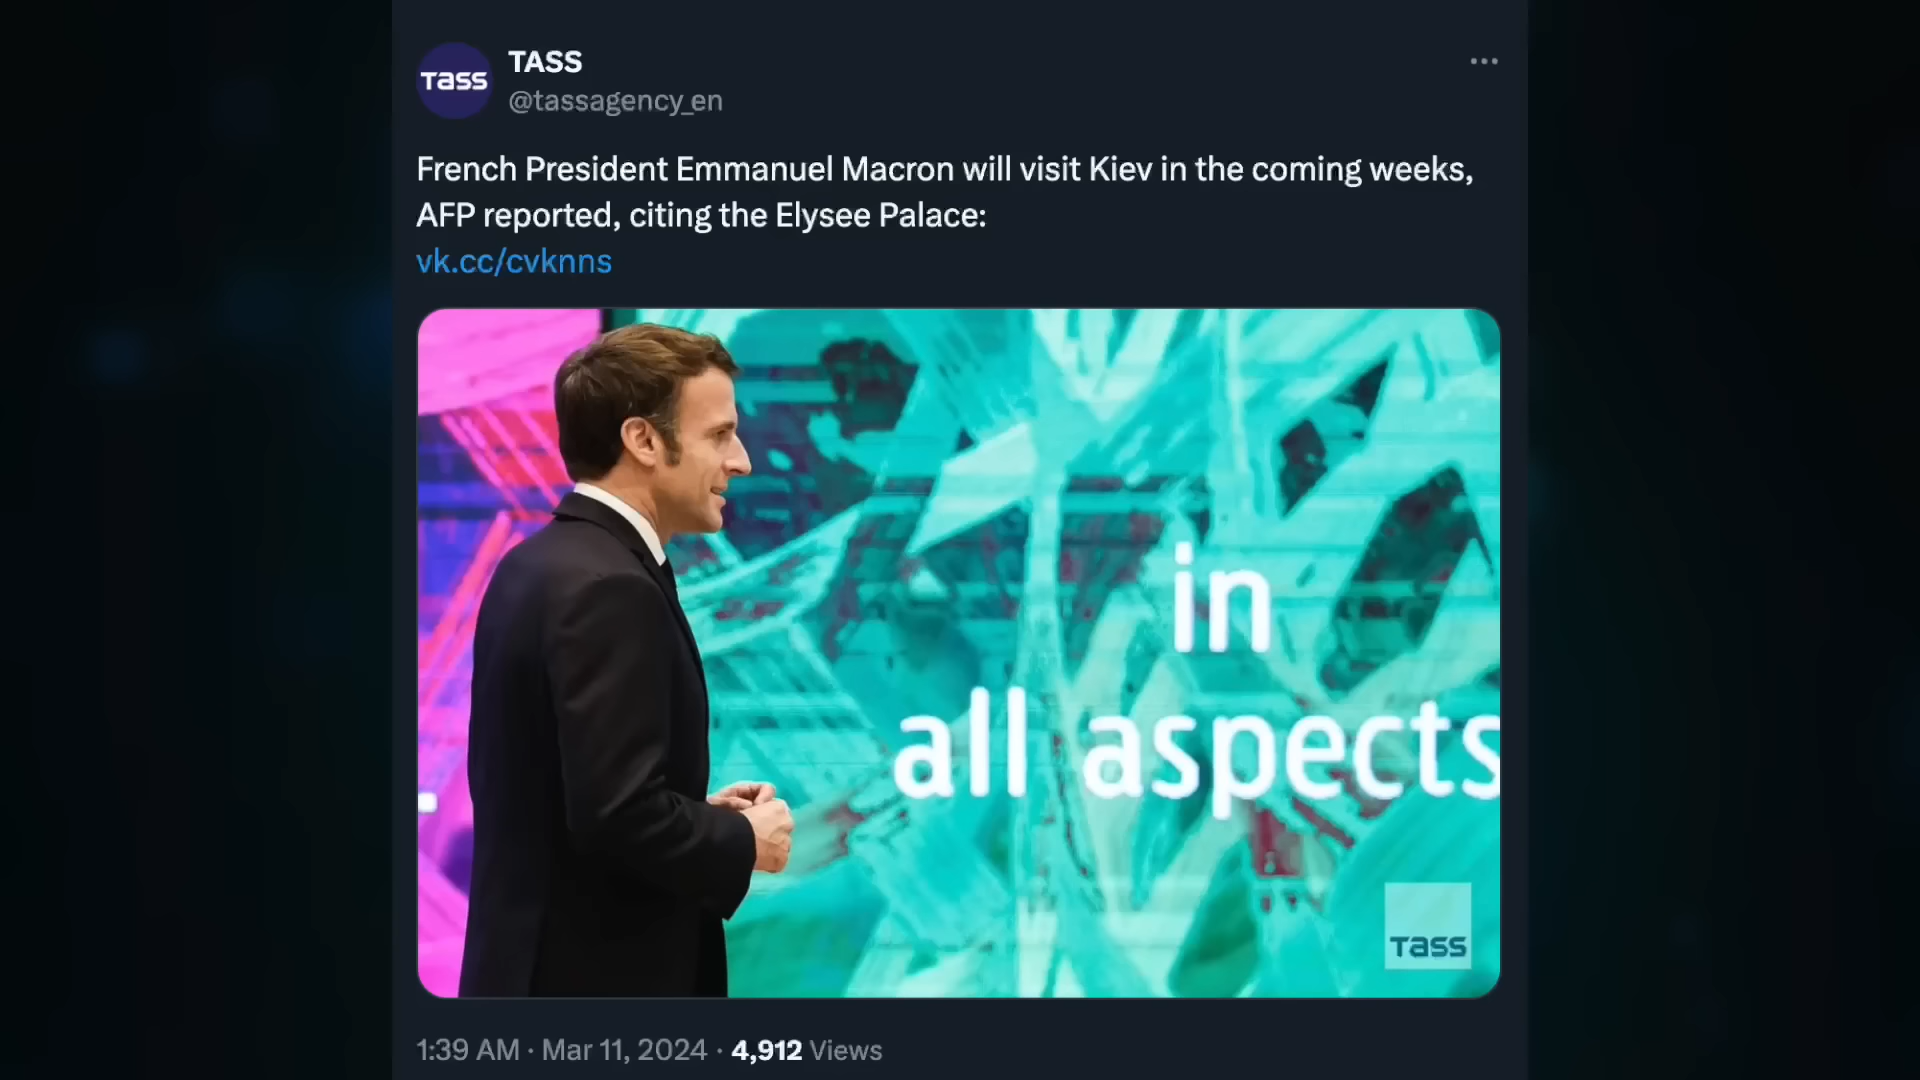 TASS
TASS
@tassagency_en
French President Emmanuel Macron will visit Kiev in the coming weeks,
AFP reported, citing the Elysee Palace:
vk.cc/cvknns
in
all aspects
TASS
1:39 AM · Mar 11, 2024 · 4,912 Views